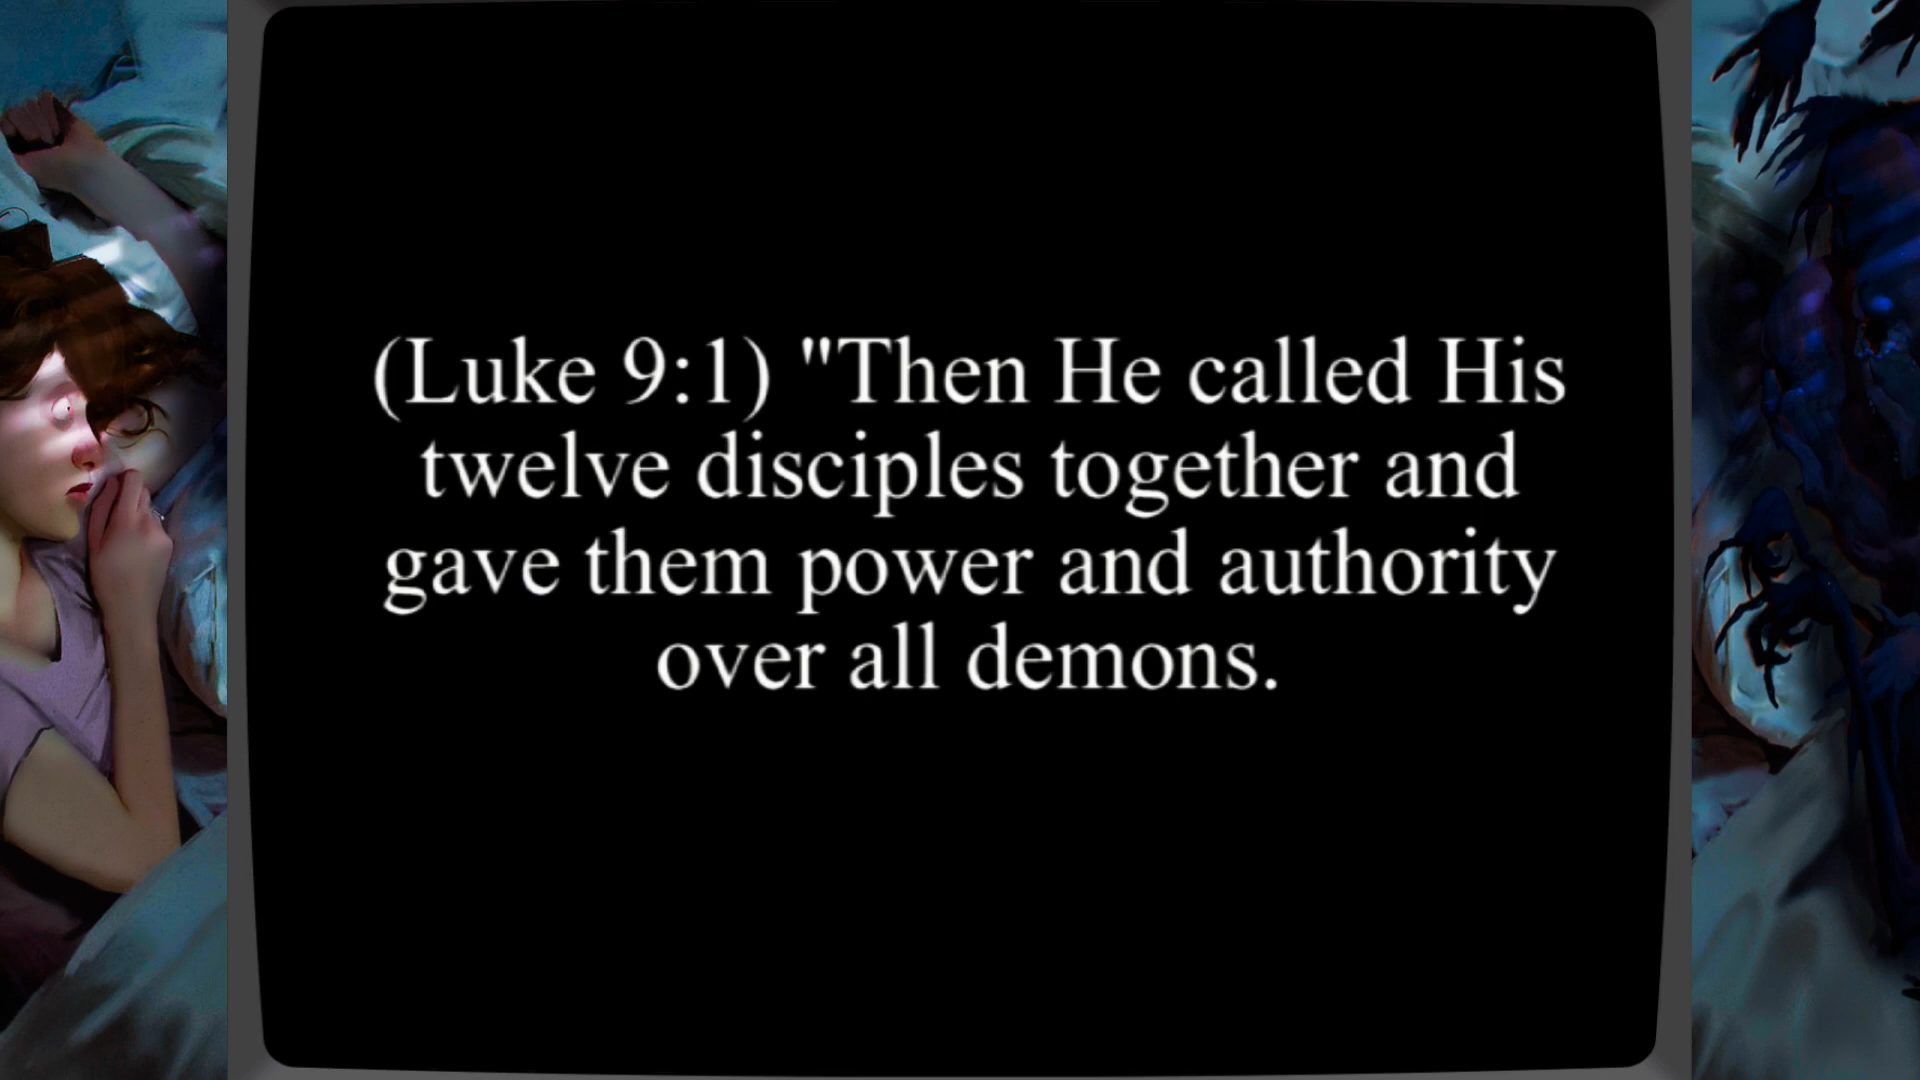 (Luke 9:1) "Then He called His
twelve disciples together and
gave them power and authority
over all demons.